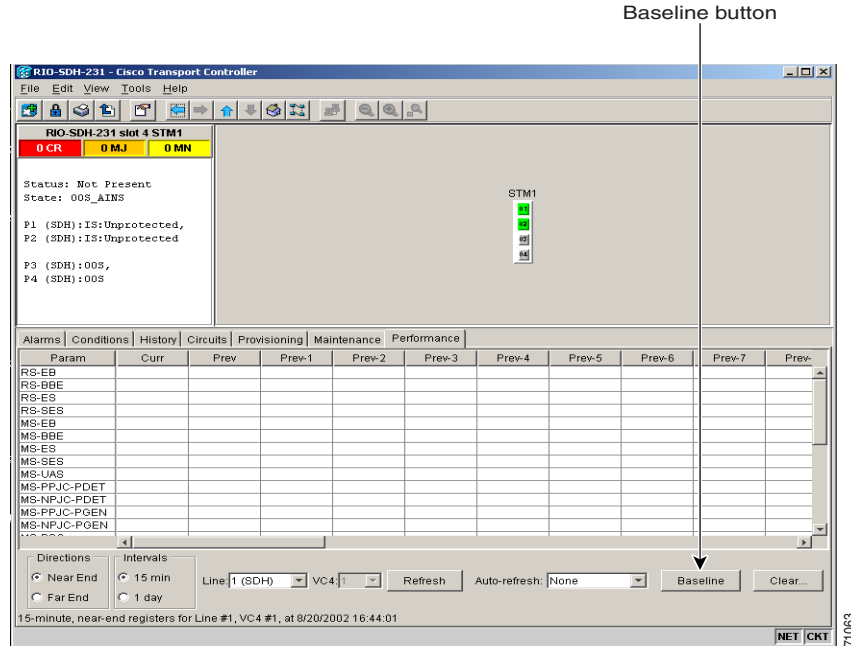 Baseline button
RIO-SDH-231 - Cisco Transport Controller
File Edit View Tools Help
RIO-SDH-231 slot 4 STM1
0 CR 0 MJ 0 MN
Status: Not Present
State: OOS_AINS
P1 (SDH):IS:Unprotected,
P2 (SDH):IS:Unprotected
P3 (SDH):OOS,
P4 (SDH):OOS
STM1
01
02
03
04
Alarms Conditions History Circuits Provisioning Maintenance Performance
Param Curr Prev Prev-1 Prev-2 Prev-3 Prev-4 Prev-5 Prev-6 Prev-7 Prev-
RS-EB
RS-BBE
RS-ES
RS-SES
MS-EB
MS-BBE
MS-ES
MS-SES
MS-UAS
MS-PPJC-PDET
MS-NPJC-PDET
MS-PPJC-PGEN
MS-NPJC-PGEN
Directions Intervals
Near End 15 min Line: 1 (SDH) VC4: 1 Refresh Auto-refresh: None Baseline Clear...
Far End 1 day
15-minute, near-end registers for Line #1, VC4 #1, at 8/20/2002 16:44:01
NET CKT
71063